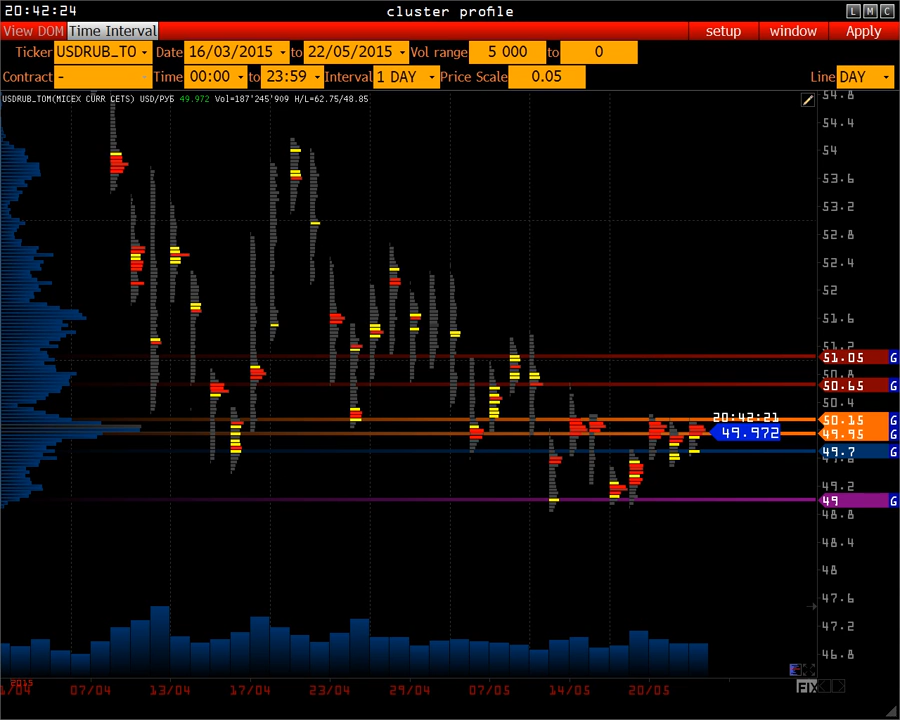 20:42:24 cluster profile L M C
View DOM Time Interval setup window Apply
Ticker USDRUB_TO Date 16/03/2015 to 22/05/2015 Vol range 5 000 to 0
Contract - Time 00:00 to 23:59 Interval 1 DAY Price Scale 0.05 Line DAY
USDRUB_TOM(MICEX CURR CETS) USD/РУБ 49.972 Vol=187'245'909 H/L=62.75/48.85
54.8
54.4
54
53.6
53.2
52.8
52.4
52
51.6
51.2
51.05 G
50.8
50.65 G
50.4
20:42:21
50.15 G
49.972
49.95 G
49.7 G
49.6
49.2
49 G
48.8
48.4
48
47.6
47.2
46.8
2015
1/04 07/04 13/04 17/04 23/04 29/04 07/05 14/05 20/05 FIX